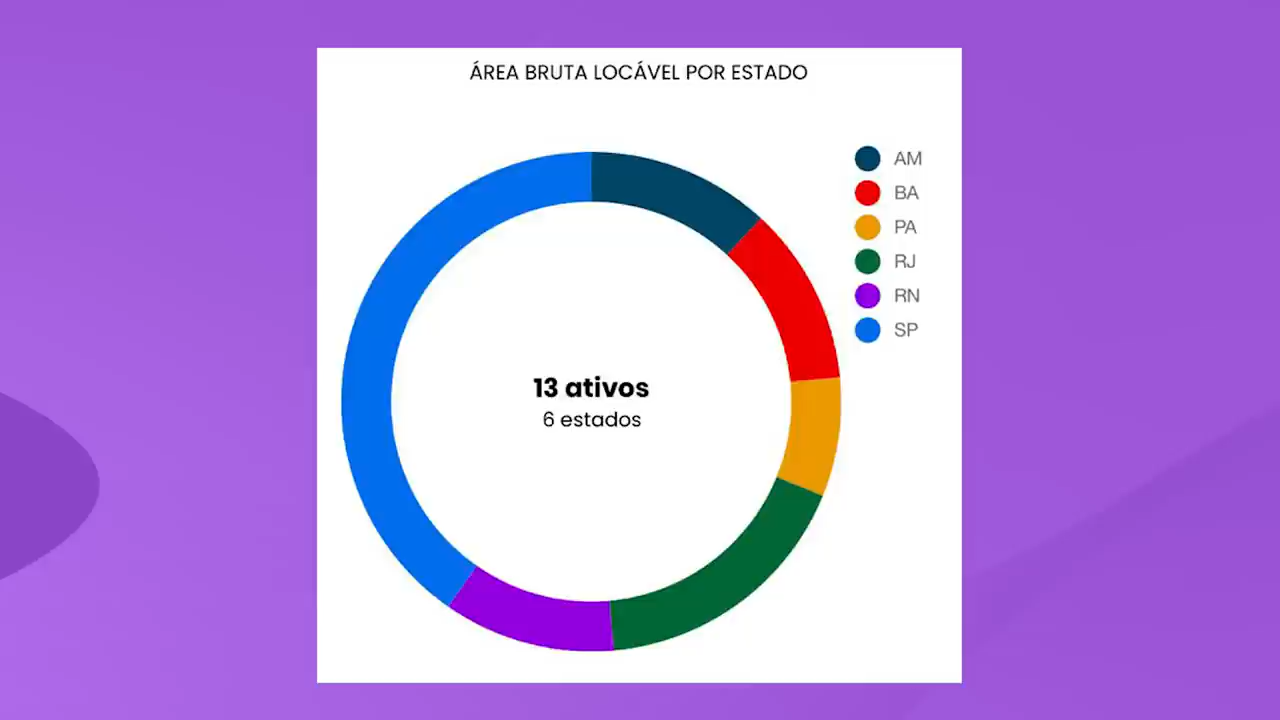 ÁREA BRUTA LOCÁVEL POR ESTADO
AM
BA
PA
RJ
RN
SP
13 ativos
6 estados